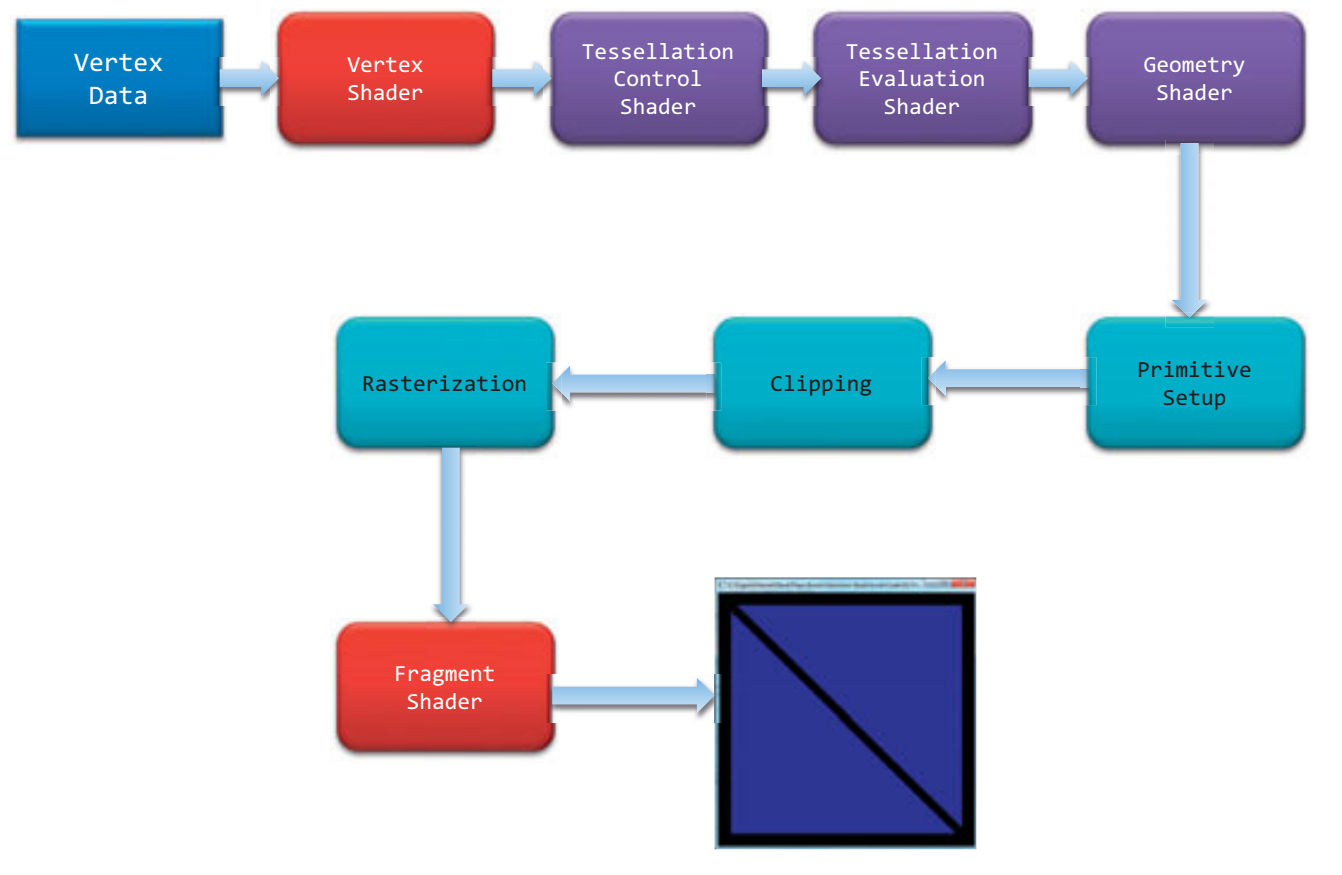 Vertex
Data
Vertex
Shader
Tessellation
Control
Shader
Tessellation
Evaluation
Shader
Geometry
Shader
Primitive
Setup
Clipping
Rasterization
Fragment
Shader